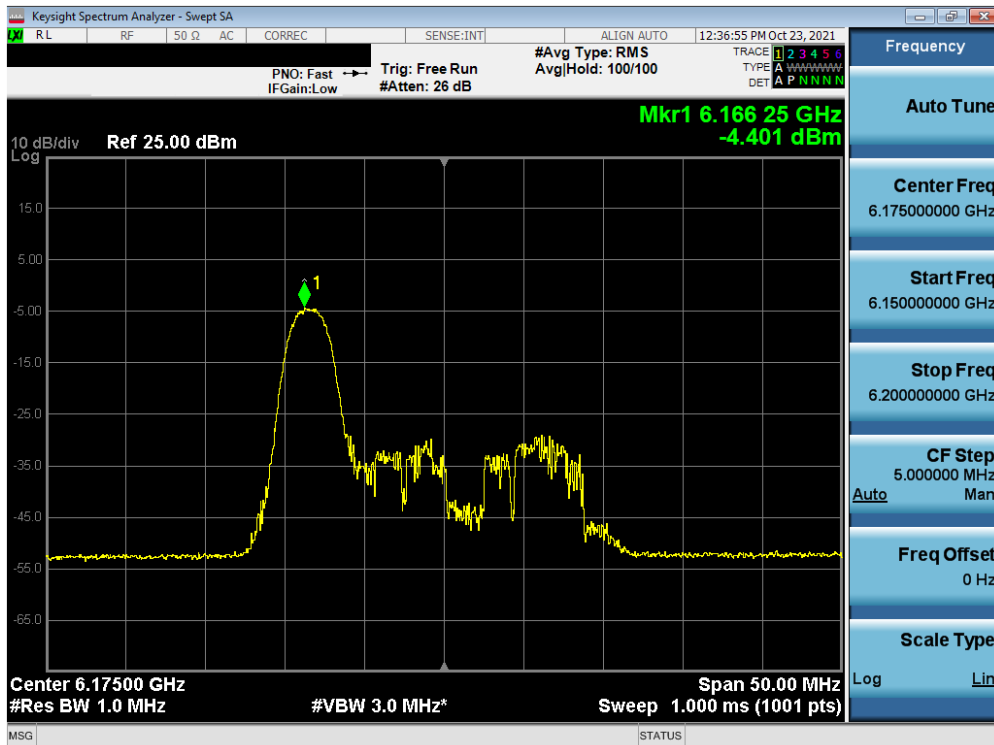 Keysight Spectrum Analyzer - Swept SA
LXI RL RF 50 Ω AC CORREC SENSE:INT ALIGN AUTO 12:36:55 PM Oct 23, 2021
PNO: Fast
IFGain:Low
Trig: Free Run
#Atten: 26 dB
#Avg Type: RMS
Avg|Hold: 100/100
TRACE 1 2 3 4 5 6
TYPE A WWWWW
DET A P N N N N
Mkr1 6.166 25 GHz
-4.401 dBm
10 dB/div Ref 25.00 dBm
Log
15.0
5.00
-5.00
-15.0
-25.0
-35.0
-45.0
-55.0
-65.0
1
Center 6.17500 GHz Span 50.00 MHz
#Res BW 1.0 MHz #VBW 3.0 MHz* Sweep 1.000 ms (1001 pts)
MSG STATUS
Frequency
Auto Tune
Center Freq
6.175000000 GHz
Start Freq
6.150000000 GHz
Stop Freq
6.200000000 GHz
CF Step
5.000000 MHz
Auto Man
Freq Offset
0 Hz
Scale Type
Log Lin